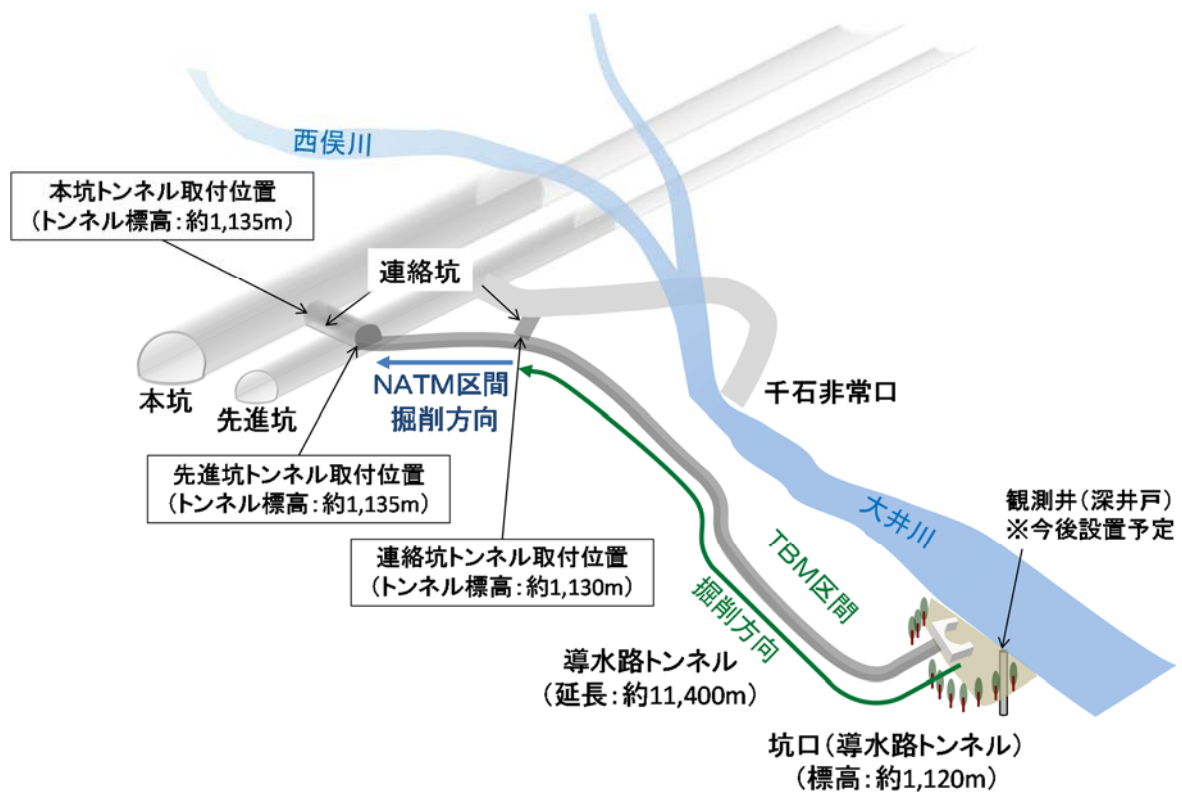 西俣川
本坑トンネル取付位置
（トンネル標高：約1,135m）
連絡坑
本坑
先進坑
NATM区間
掘削方向
千石非常口
先進坑トンネル取付位置
（トンネル標高：約1,135m）
連絡坑トンネル取付位置
（トンネル標高：約1,130m）
大井川
観測井（深井戸）
※今後設置予定
TBM区間
掘削方向
導水路トンネル
（延長：約11,400m）
坑口（導水路トンネル）
（標高：約1,120m）